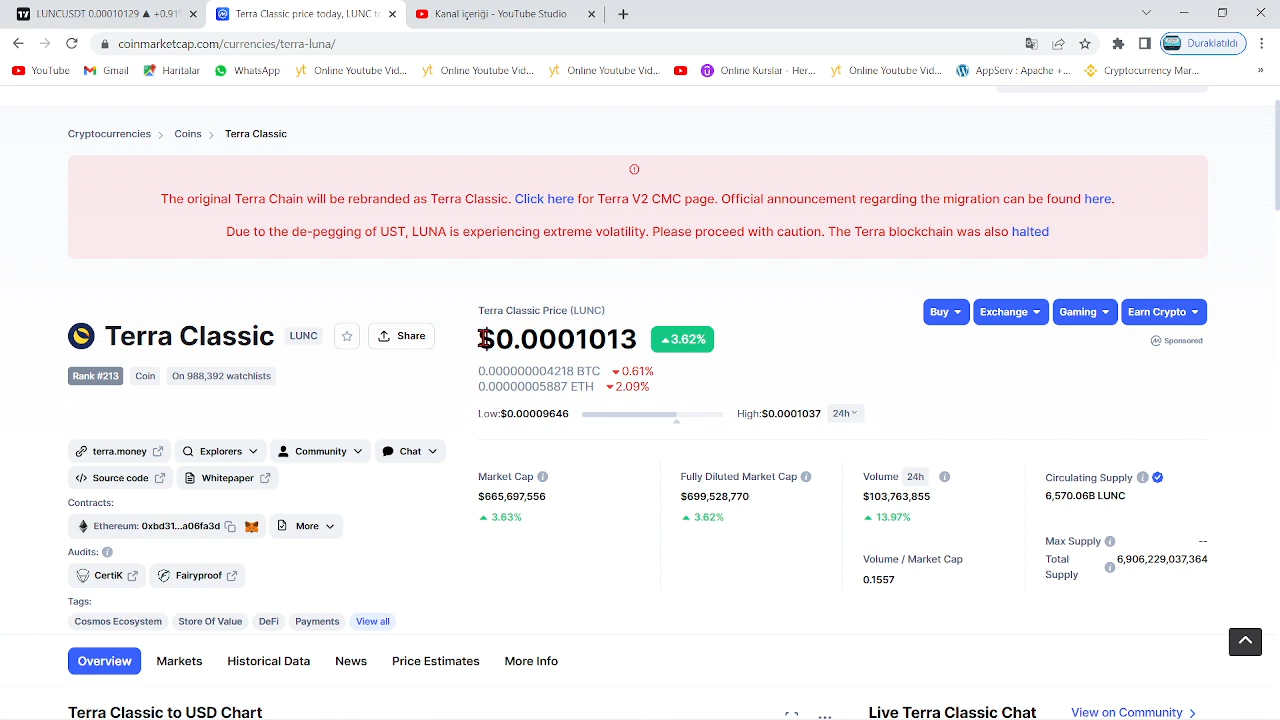 LUNCUSDT 0.00010129 ▲ +0.91%
Terra Classic price today, LUNC to
Kanal içeriği - YouTube Studio
coinmarketcap.com/currencies/terra-luna/
Duraklatıldı
YouTube
Gmail
Haritalar
WhatsApp
Online Youtube Vid...
Online Youtube Vid...
Online Youtube Vid...
Online Kurslar - Her...
Online Youtube Vid...
AppServ : Apache +...
Cryptocurrency Mar...
Cryptocurrencies > Coins > Terra Classic
The original Terra Chain will be rebranded as Terra Classic. Click here for Terra V2 CMC page. Official announcement regarding the migration can be found here.
Due to the de-pegging of UST, LUNA is experiencing extreme volatility. Please proceed with caution. The Terra blockchain was also halted
Terra Classic LUNC
Share
Rank #213
Coin
On 988,392 watchlists
Terra Classic Price (LUNC)
$0.0001013
3.62%
0.000000004218 BTC 0.61%
0.00000005887 ETH 2.09%
Low:$0.00009646
High:$0.0001037
24h
Buy
Exchange
Gaming
Earn Crypto
Sponsored
terra.money
Explorers
Community
Chat
Source code
Whitepaper
Contracts:
Ethereum: 0xbd31...a06fa3d
More
Audits:
CertiK
Fairyproof
Tags:
Cosmos Ecosystem
Store Of Value
DeFi
Payments
View all
Market Cap
$665,697,556
3.63%
Fully Diluted Market Cap
$699,528,770
3.62%
Volume 24h
$103,763,855
13.97%
Volume / Market Cap
0.1557
Circulating Supply
6,570.06B LUNC
Max Supply --
Total Supply 6,906,229,037,364
Overview
Markets
Historical Data
News
Price Estimates
More Info
Terra Classic to USD Chart
Live Terra Classic Chat
View on Community